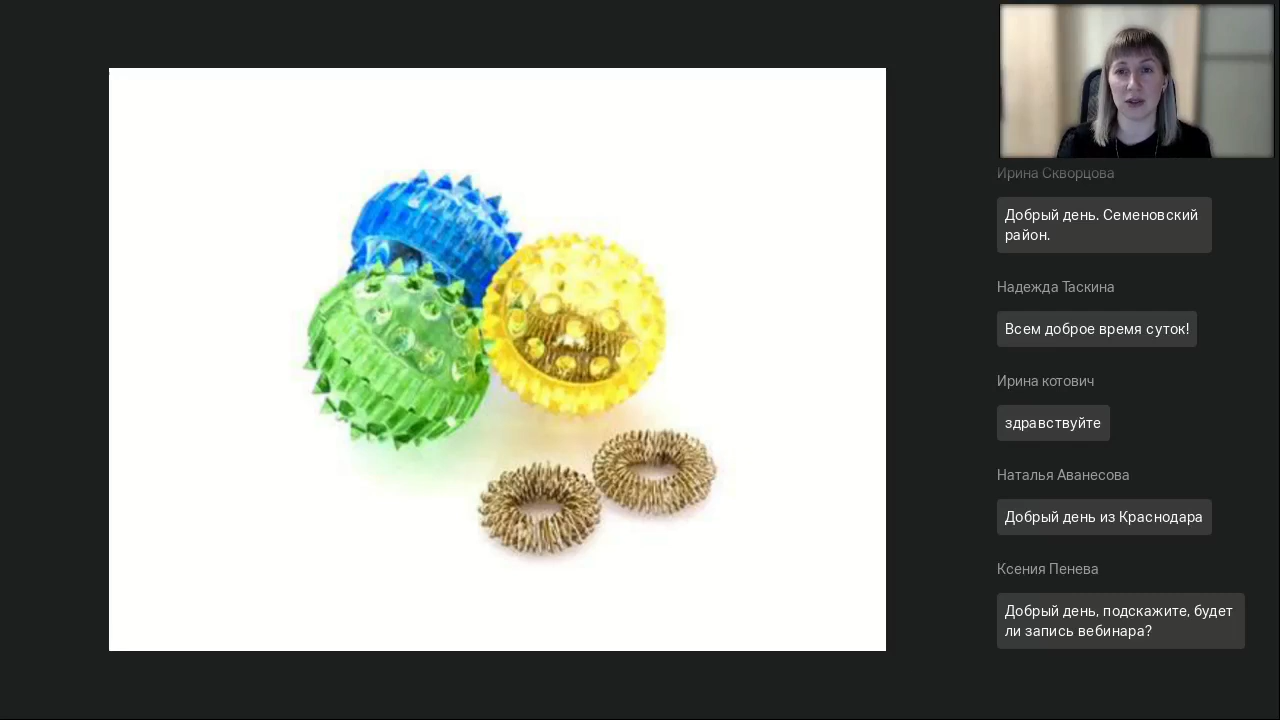 Ирина Скворцова
Добрый день. Семеновский
район.
Надежда Таскина
Всем доброе время суток!
Ирина котович
здравствуйте
Наталья Аванесова
Добрый день из Краснодара
Ксения Пенева
Добрый день, подскажите, будет
ли запись вебинара?